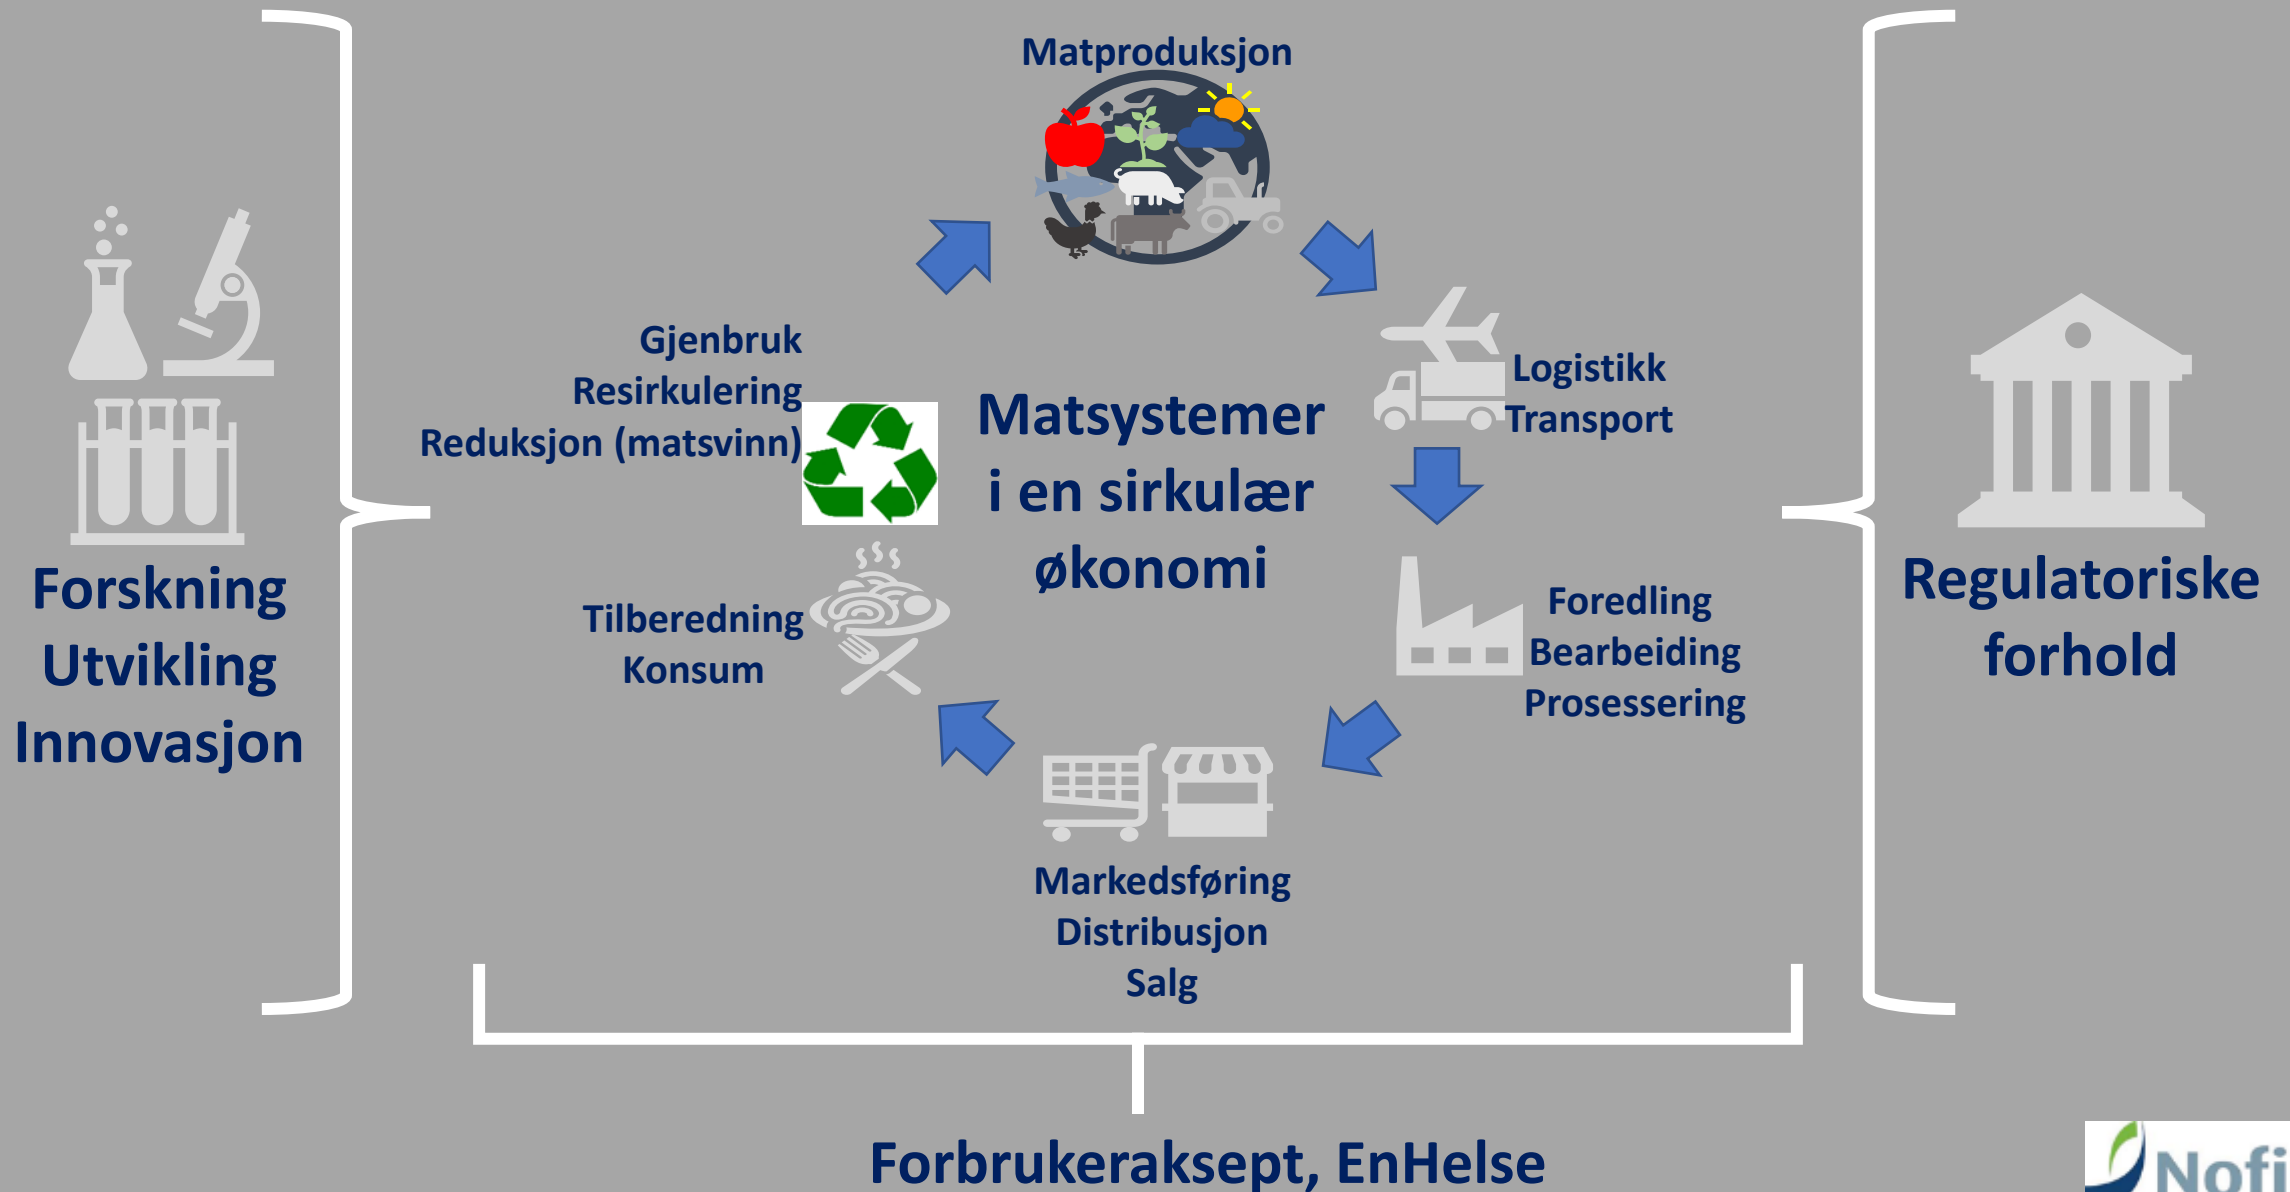 Matproduksjon
Logistikk
Transport
Foredling
Bearbeiding
Prosessering
Markedsføring
Distribusjon
Salg
Tilberedning
Konsum
Gjenbruk
Resirkulering
Reduksjon (matsvinn)
Matsystemer
i en sirkulær
økonomi
Forskning
Utvikling
Innovasjon
Regulatoriske
forhold
Forbrukeraksept, EnHelse
Nofi